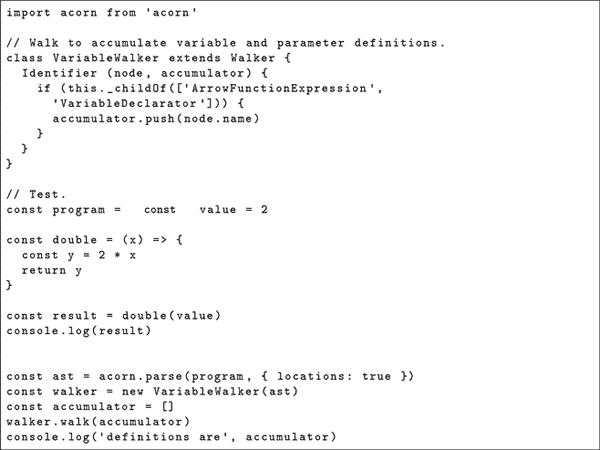 import acorn from 'acorn'
// Walk to accumulate variable and parameter definitions.
class VariableWalker extends Walker {
Identifier (node, accumulator) {
if (this._childOf(['ArrowFunctionExpression',
'VariableDeclarator'])) {
accumulator.push(node.name)
}
}
}
// Test.
const program = const value = 2
const double = (x) => {
const y = 2 * x
return y
}
const result = double(value)
console.log(result)
const ast = acorn.parse(program, { locations: true })
const walker = new VariableWalker(ast)
const accumulator = []
walker.walk(accumulator)
console.log('definitions are', accumulator)